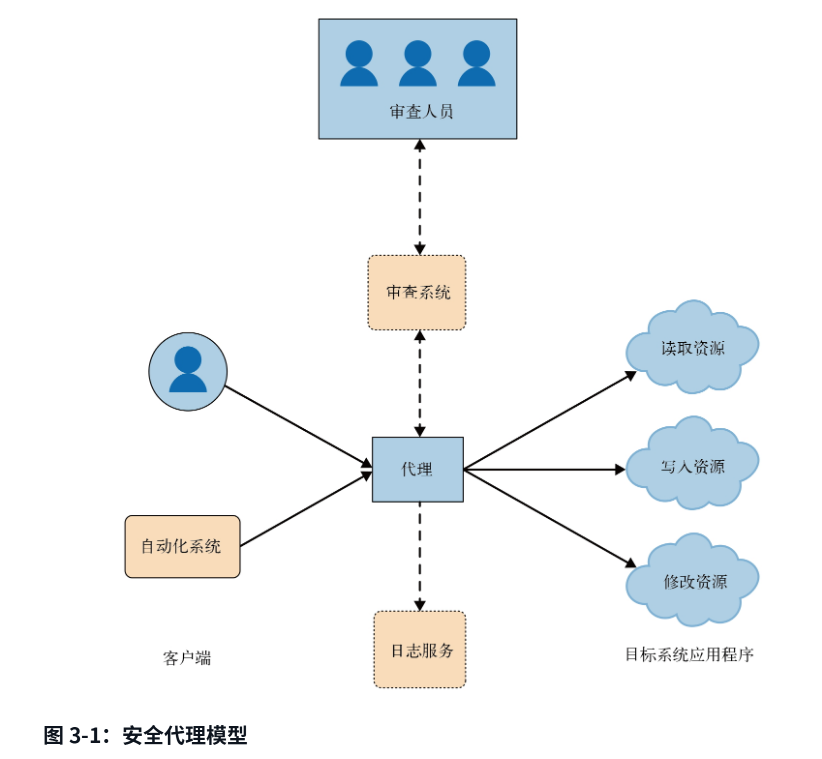 审查人员
审查系统
读取资源
代理
写入资源
自动化系统
修改资源
日志服务
客户端
目标系统应用程序
图 3-1：安全代理模型